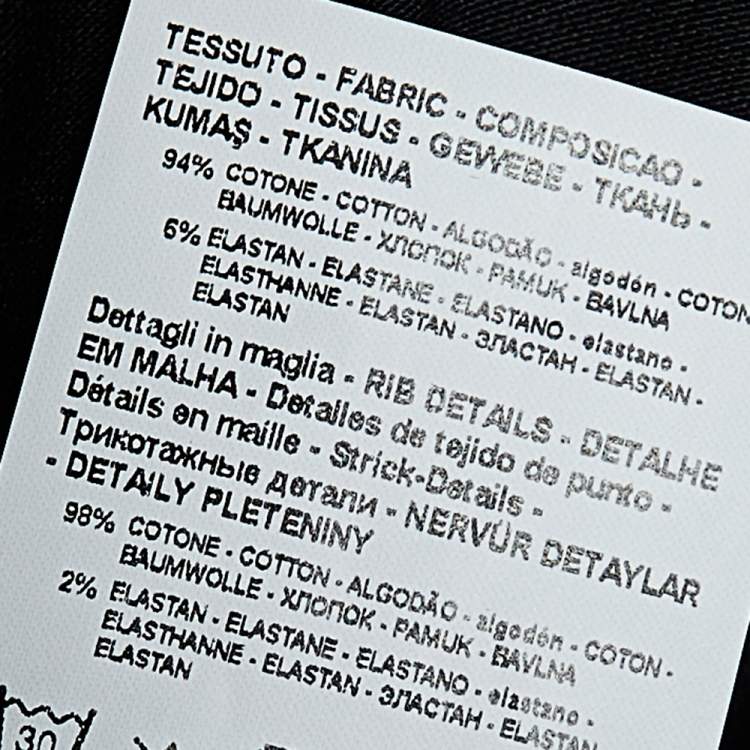 TESSUTO - FABRIC - COMPOSICAO -
TEJIDO - TISSUS - GEWEBE - ТКАНЬ -
KUMAŞ - TKANINA
94% COTONE - COTTON - ALGODÃO - algodón - COTON
BAUMWOLLE - ХЛОПОК - PAMUK - BAVLNA
6% ELASTAN - ELASTANE - ELASTANO - elastano -
ELASTHANNE - ELASTAN - ЭЛАСТАН - ELASTAN -
ELASTAN
Dettagli in maglia - RIB DETAILS - DETALHE
EM MALHA - Detalles de tejido de punto -
Détails en maille - Strick-Details -
Трикотажные детали - NERVÜR DETAYLAR
- DETAILY PLETENINY
98% COTONE - COTTON - ALGODÃO - algodón - COTON -
BAUMWOLLE - ХЛОПОК - PAMUK - BAVLNA
2% ELASTAN - ELASTANE - ELASTANO - elastano -
ELASTHANNE - ELASTAN - ЭЛАСТАН - ELASTAN
ELASTAN
30